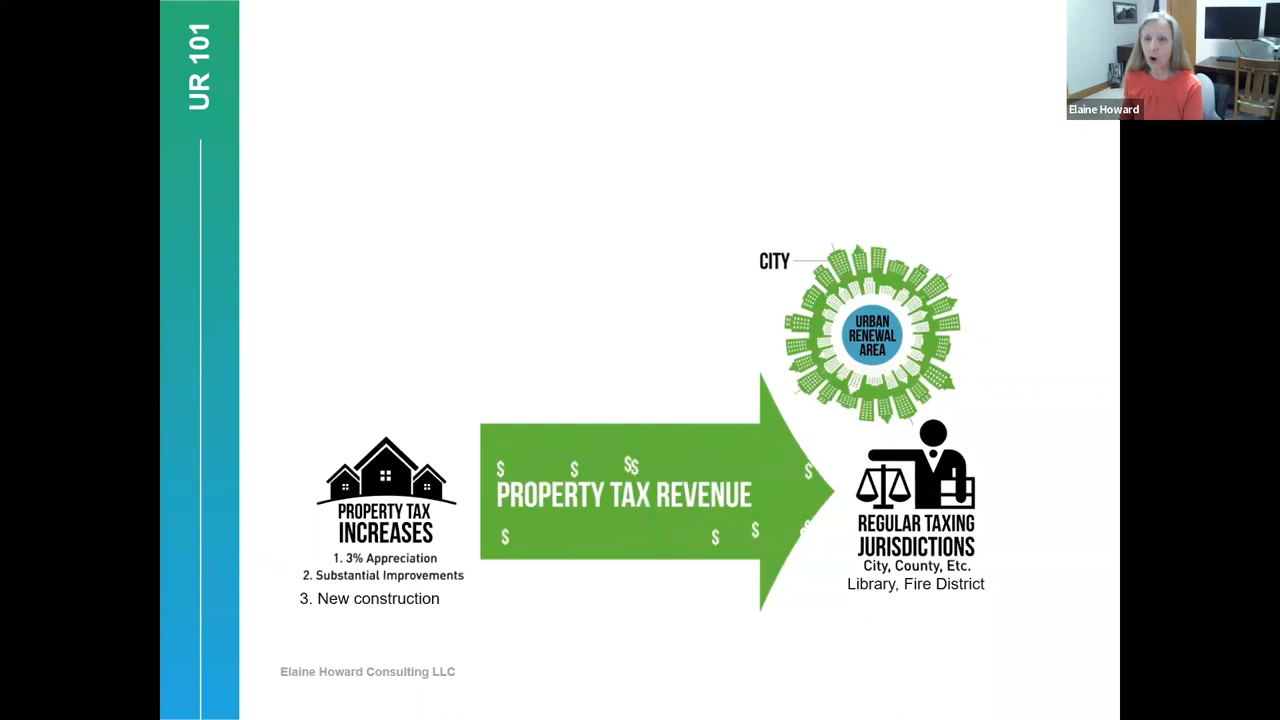 UR 101
Elaine Howard
CITY
URBAN
RENEWAL
AREA
$ $ $$ $
PROPERTY TAX REVENUE
$ $ $
PROPERTY TAX
INCREASES
1. 3% Appreciation
2. Substantial Improvements
3. New construction
REGULAR TAXING
JURISDICTIONS
City, County, Etc.
Library, Fire District
Elaine Howard Consulting LLC